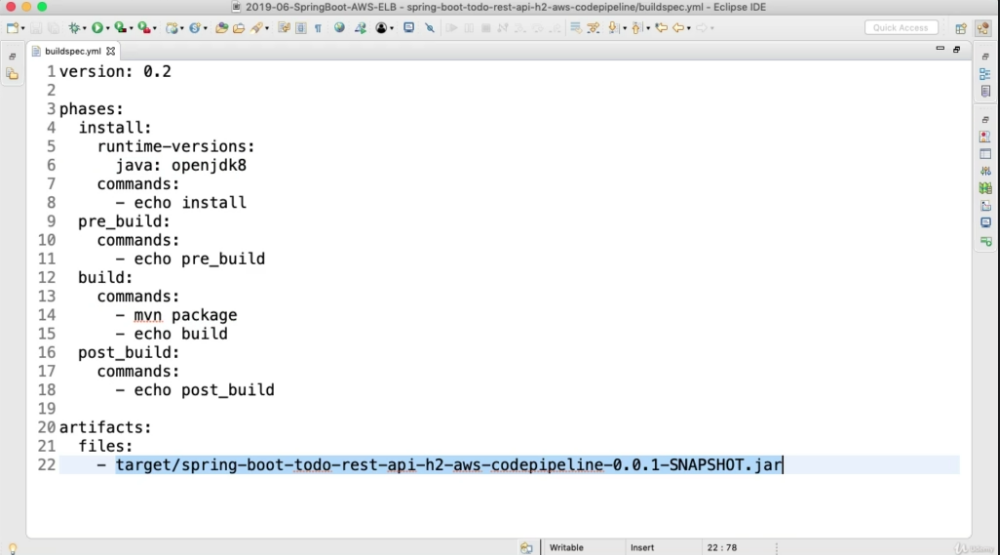 2019-06-SpringBoot-AWS-ELB - spring-boot-todo-rest-api-h2-aws-codepipeline/buildspec.yml - Eclipse IDE
Quick Access
buildspec.yml
1 version: 0.2
2
3 phases:
4   install:
5     runtime-versions:
6       java: openjdk8
7     commands:
8       - echo install
9   pre_build:
10     commands:
11       - echo pre_build
12   build:
13     commands:
14       - mvn package
15       - echo build
16   post_build:
17     commands:
18       - echo post_build
19
20 artifacts:
21   files:
22     - target/spring-boot-todo-rest-api-h2-aws-codepipeline-0.0.1-SNAPSHOT.jar
Writable Insert 22 : 78